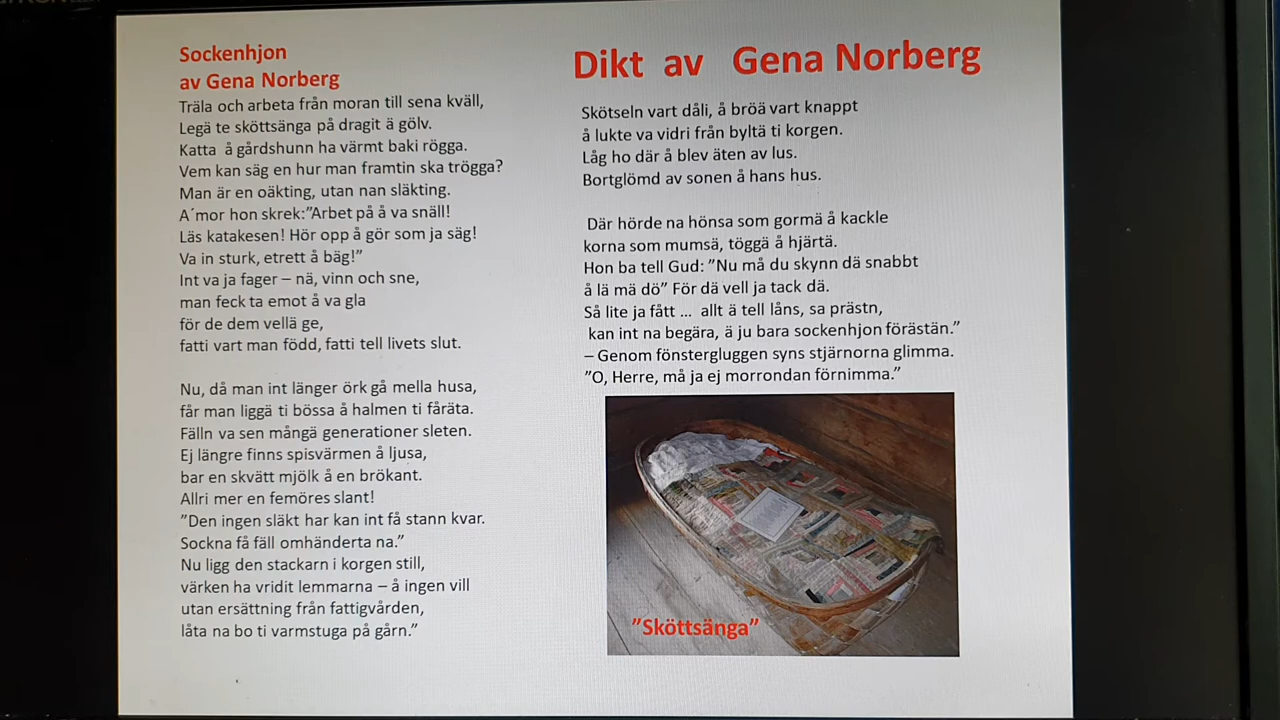 Sockenhjon
av Gena Norberg
Träla och arbeta från moran till sena kväll,
Legä te sköttsänga på dragit ä gölv.
Katta å gårdshunn ha värmt baki rögga.
Vem kan säg en hur man framtin ska trögga?
Man är en oäkting, utan nan släkting.
A´mor hon skrek:”Arbet på å va snäll!
Läs katakesen! Hör opp å gör som ja säg!
Va in sturk, etrett å bäg!”
Int va ja fager – nä, vinn och sne,
man feck ta emot å va gla
för de dem vellä ge,
fatti vart man född, fatti tell livets slut.
Nu, då man int länger örk gå mella husa,
får man liggä ti bössa å halmen ti fåräta.
Fälln va sen mångä generationer sleten.
Ej längre finns spisvärmen å ljusa,
bar en skvätt mjölk å en brökant.
Allri mer en femöres slant!
”Den ingen släkt har kan int få stann kvar.
Sockna få fäll omhänderta na.”
Nu ligg den stackarn i korgen still,
värken ha vridit lemmarna – å ingen vill
utan ersättning från fattigvården,
låta na bo ti varmstuga på gårn.”
Dikt av Gena Norberg
Skötseln vart dåli, å bröä vart knappt
å lukte va vidri från byltä ti korgen.
Låg ho där å blev äten av lus.
Bortglömd av sonen å hans hus.
Där hörde na hönsa som gormä å kackle
korna som mumsä, töggä å hjärtä.
Hon ba tell Gud: ”Nu må du skynn dä snabbt
å lä mä dö” För dä vell ja tack dä.
Så lite ja fått ... allt ä tell låns, sa prästn,
kan int na begära, ä ju bara sockenhjon förästän.”
– Genom fönstergluggen syns stjärnorna glimma.
”O, Herre, må ja ej morrondan förnimma.”
”Sköttsänga”